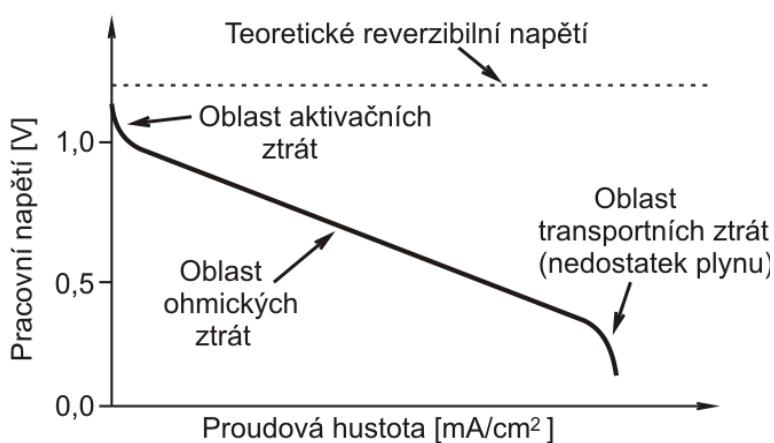 Teoretické reverzibilní napětí
Pracovní napětí [V]
1,0
0,5
0,0
Oblast aktivačních
ztrát
Oblast
ohmických
ztrát
Oblast
transportních ztrát
(nedostatek plynu)
Proudová hustota [mA/cm²]